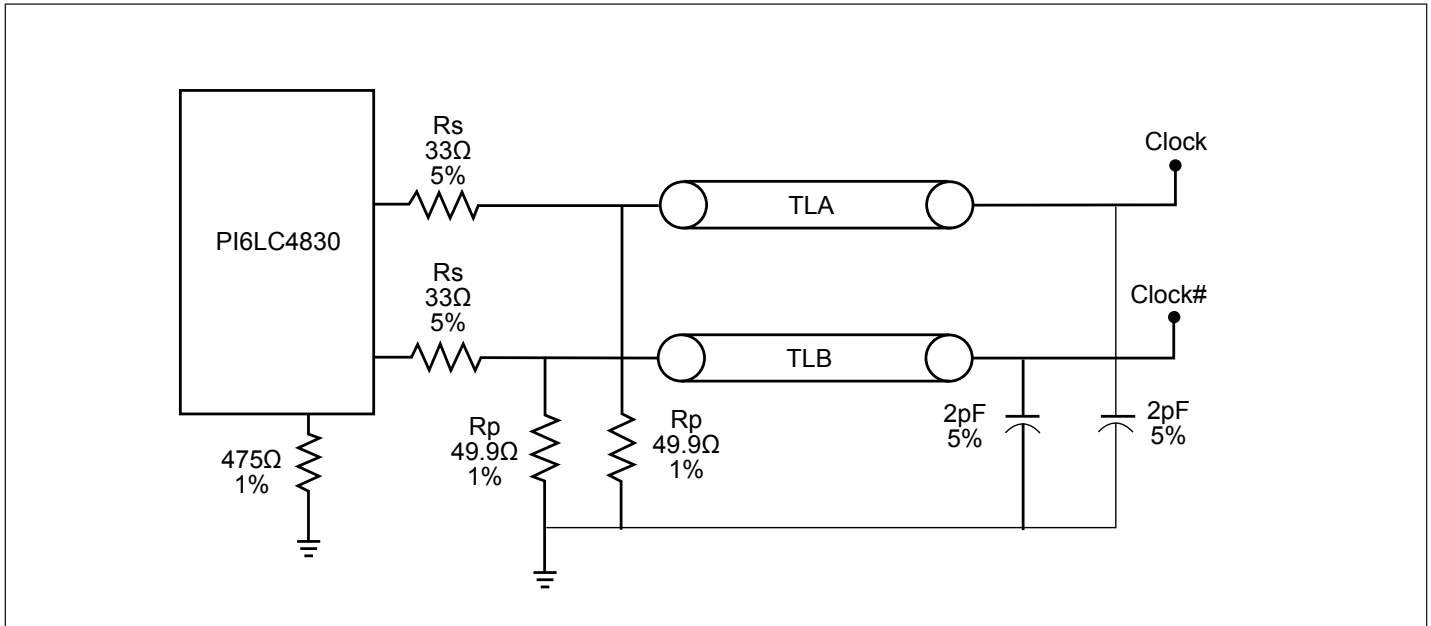 Rs
33Ω
5%
Clock
TLA
PI6LC4830
Rs
33Ω
5%
Clock#
TLB
475Ω
1%
Rp
49.9Ω
1%
Rp
49.9Ω
1%
2pF
5%
2pF
5%